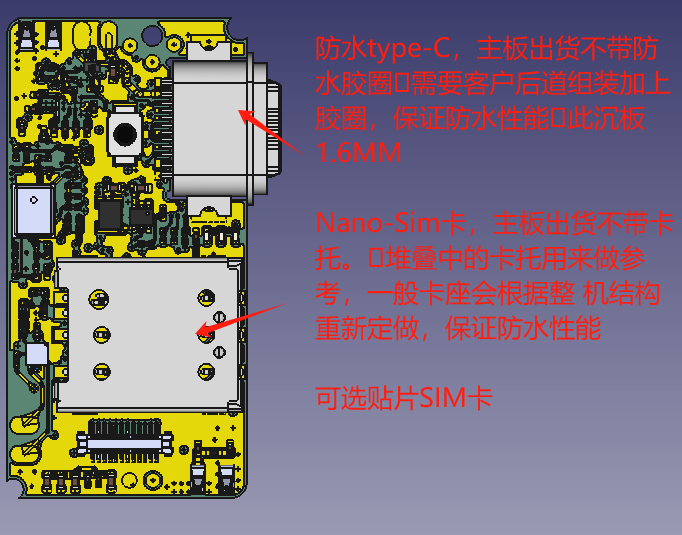 防水type-C，主板出货不带防
水胶圈▯需要客户后道组装加上
胶圈，保证防水性能▯此沉板
1.6MM
Nano-Sim卡，主板出货不带卡
托。▯堆叠中的卡托用来做参
考，一般卡座会根据整 机结构
重新定做，保证防水性能
可选贴片SIM卡